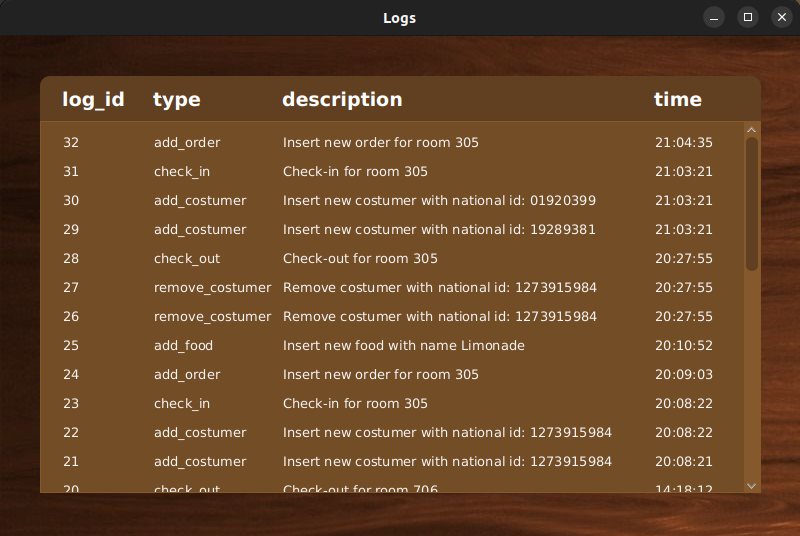 Logs
log_id type description time
32 add_order Insert new order for room 305 21:04:35
31 check_in Check-in for room 305 21:03:21
30 add_costumer Insert new costumer with national id: 01920399 21:03:21
29 add_costumer Insert new costumer with national id: 19289381 21:03:21
28 check_out Check-out for room 305 20:27:55
27 remove_costumer Remove costumer with national id: 1273915984 20:27:55
26 remove_costumer Remove costumer with national id: 1273915984 20:27:55
25 add_food Insert new food with name Limonade 20:10:52
24 add_order Insert new order for room 305 20:09:03
23 check_in Check-in for room 305 20:08:22
22 add_costumer Insert new costumer with national id: 1273915984 20:08:22
21 add_costumer Insert new costumer with national id: 1273915984 20:08:21
20 check_out Check-out for room 706 14:18:12